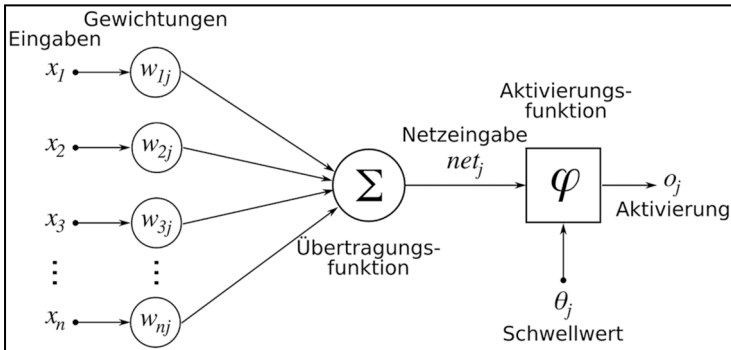 Gewichtungen
Eingaben
x₁
w₁ⱼ
x₂
w₂ⱼ
x₃
w₃ⱼ
⋮
⋮
xₙ
wₙⱼ
Σ
Übertragungs-
funktion
Netzeingabe
netⱼ
Aktivierungs-
funktion
φ
oⱼ
Aktivierung
θⱼ
Schwellwert